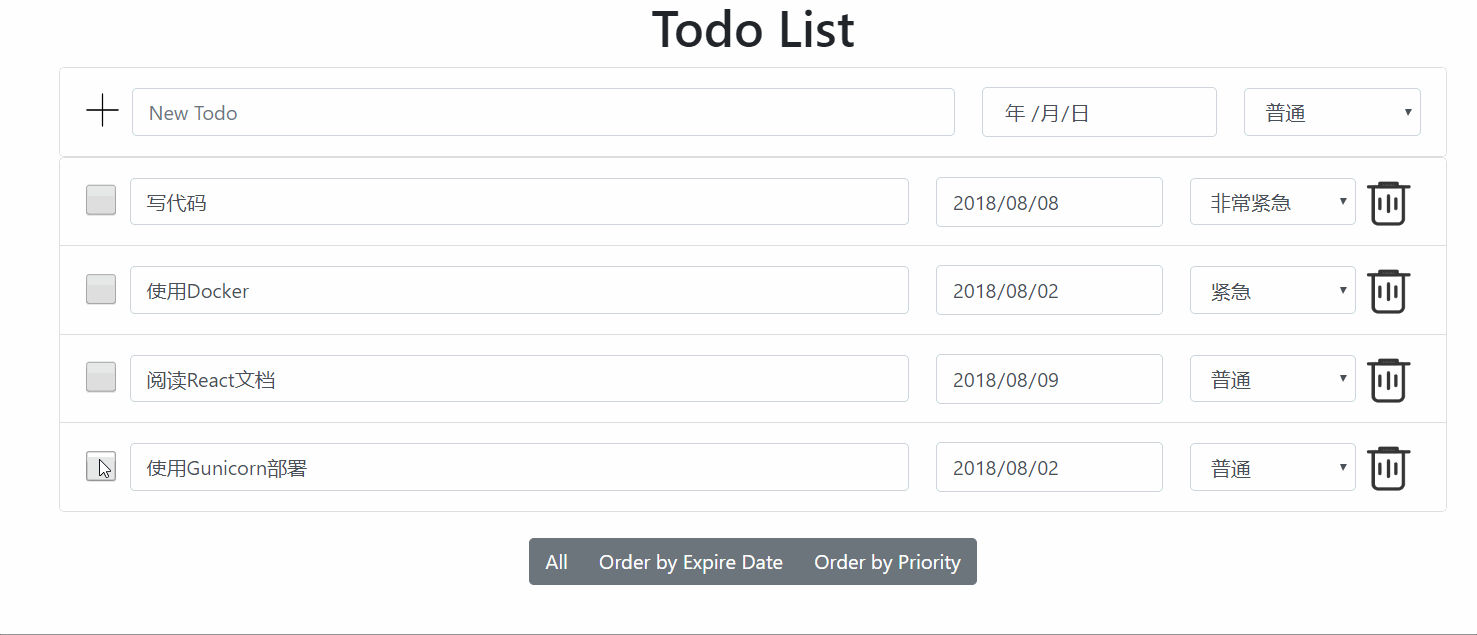 Todo List
New Todo 年 /月/日 普通
写代码 2018/08/08 非常紧急
使用Docker 2018/08/02 紧急
阅读React文档 2018/08/09 普通
使用Gunicorn部署 2018/08/02 普通
All Order by Expire Date Order by Priority